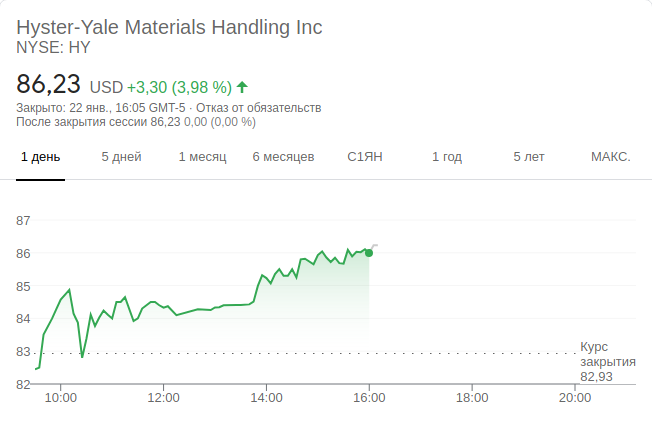 Hyster-Yale Materials Handling Inc
NYSE: HY
86,23 USD +3,30 (3,98 %)
Закрыто: 22 янв., 16:05 GMT-5 · Отказ от обязательств
После закрытия сессии 86,23 0,00 (0,00 %)
1 день 5 дней 1 месяц 6 месяцев С1ЯН 1 год 5 лет МАКС.
87
86
85
84
83
Курс
закрытия
82,93
82
10:00 12:00 14:00 16:00 18:00 20:00